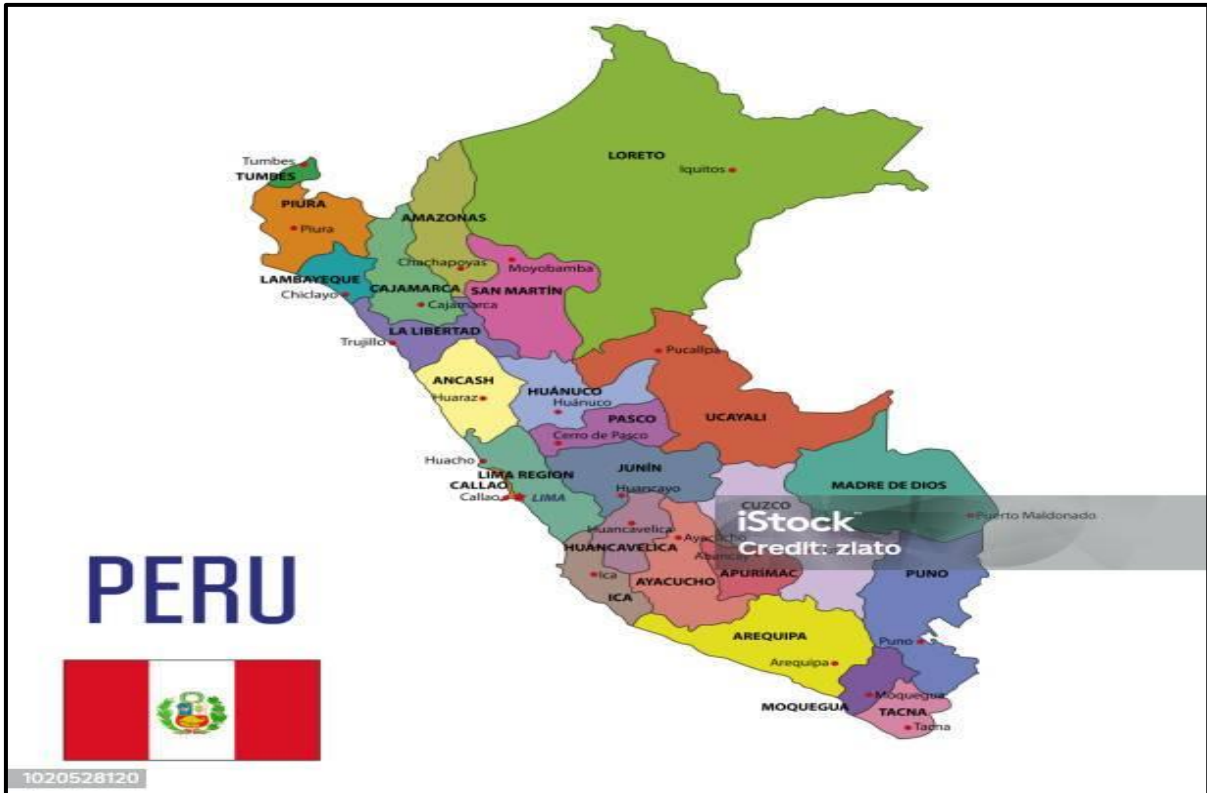 LORETO
Iquitos
Tumbes
TUMBES
PIURA
Piura
AMAZONAS
Chachapoyas
Moyobamba
LAMBAYEQUE
CAJAMARCA
SAN MARTÍN
Chiclayo
Cajamarca
LA LIBERTAD
Trujillo
Pucallpa
ANCASH
HUÁNUCO
Huaraz
Huánuco
PASCO
UCAYALI
Cerro de Pasco
Huacho
JUNÍN
LIMA REGION
CALLAO
MADRE DE DIOS
Callao
LIMA
Huancayo
CUZCO
Puerto Maldonado
iStock
Credit: zlato
Huancavelica
Ayacucho
HUANCAVELICA
Abancay
Ica
AYACUCHO
APURÍMAC
PUNO
ICA
PERU
AREQUIPA
Puno
Arequipa
Moquegua
MOQUEGUA
TACNA
Tacna
1020528120